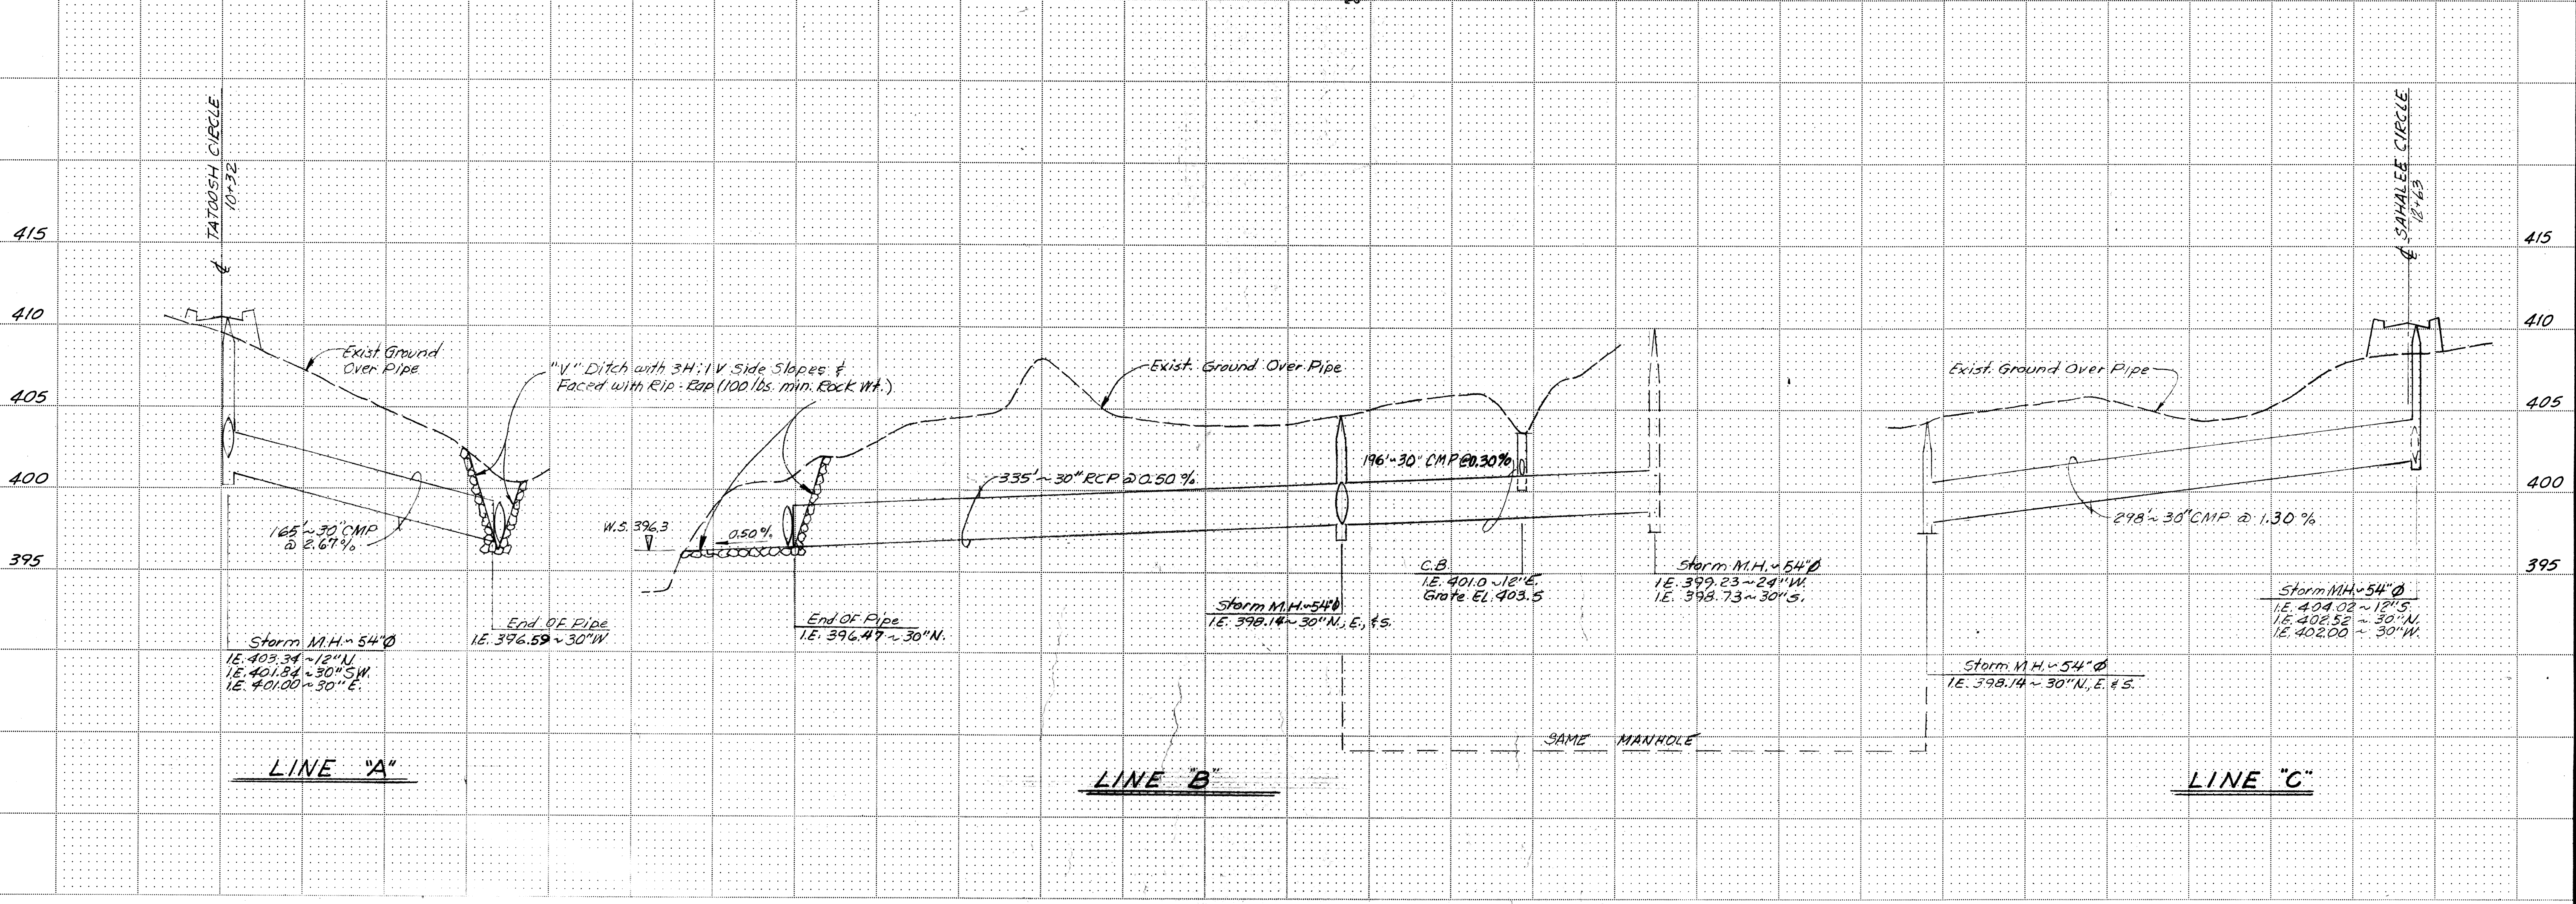 TATOOSH CIRCLE
10+32
℄
SAHALEE CIRCLE
12+63
℄
415
410
405
400
395
415
410
405
400
395
Exist Ground
Over Pipe
"V" Ditch with 3H:1V Side Slopes &
Faced with Rip-Rap (100 lbs. min. Rock Wt.)
165'~30" CMP
@ 2.67%
W.S. 396.3
0.50%
Exist. Ground Over Pipe
335'~30" RCP @ 0.50%
196'~30" CMP @ 0.30%
Exist. Ground Over Pipe
298'~30" CMP @ 1.30%
Storm M.H.~54"Ø
I.E. 403.34~12"N.
I.E. 401.84~30"SW.
I.E. 401.00~30"E.
End OF Pipe
I.E. 396.59~30"W
End OF Pipe
I.E. 396.47~30"N.
Storm M.H.~54"Ø
I.E. 398.14~30"N., E., & S.
C.B.
I.E. 401.0~12"E.
Grate El. 403.5
Storm M.H.~54"Ø
I.E. 399.23~24"W.
I.E. 398.73~30"S.
Storm M.H.~54"Ø
I.E. 398.14~30"N., E. & S.
Storm M.H.~54"Ø
I.E. 404.02~12"S.
I.E. 402.52~30"N.
I.E. 402.00~30"W.
SAME MANHOLE
LINE "A"
LINE "B"
LINE "C"